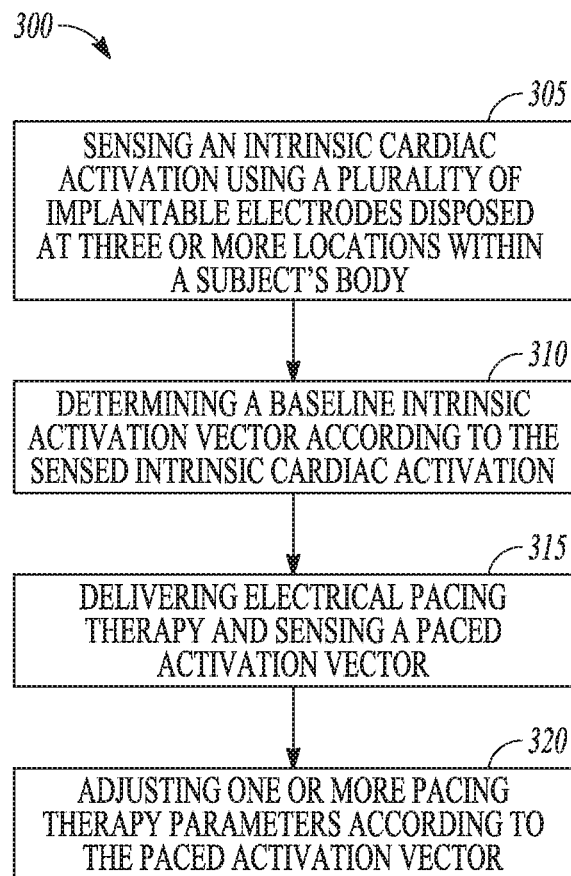 300
305
SENSING AN INTRINSIC CARDIAC
ACTIVATION USING A PLURALITY OF
IMPLANTABLE ELECTRODES DISPOSED
AT THREE OR MORE LOCATIONS WITHIN
A SUBJECT'S BODY
310
DETERMINING A BASELINE INTRINSIC
ACTIVATION VECTOR ACCORDING TO THE
SENSED INTRINSIC CARDIAC ACTIVATION
315
DELIVERING ELECTRICAL PACING
THERAPY AND SENSING A PACED
ACTIVATION VECTOR
320
ADJUSTING ONE OR MORE PACING
THERAPY PARAMETERS ACCORDING TO
THE PACED ACTIVATION VECTOR